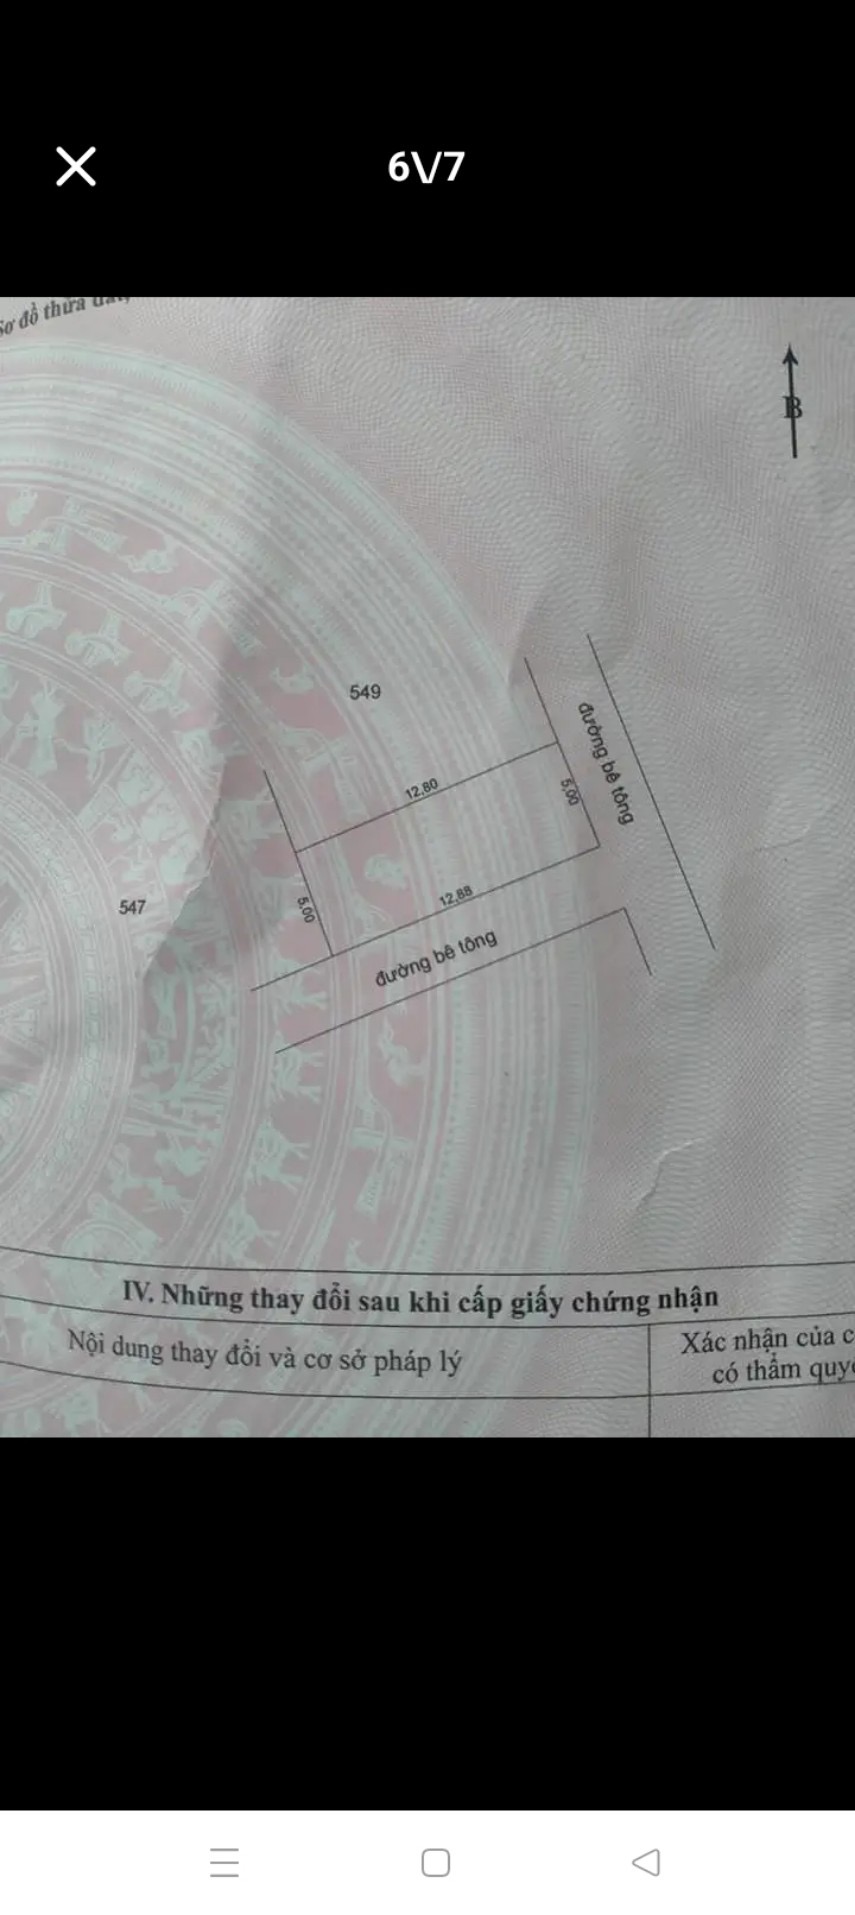 6\/7
Sơ đồ thửa
B
549
đường bê tông
12,80
5,00
547
5,00
12,88
đường bê tông
IV. Những thay đổi sau khi cấp giấy chứng nhận
Nội dung thay đổi và cơ sở pháp lý
Xác nhận của
có thẩm